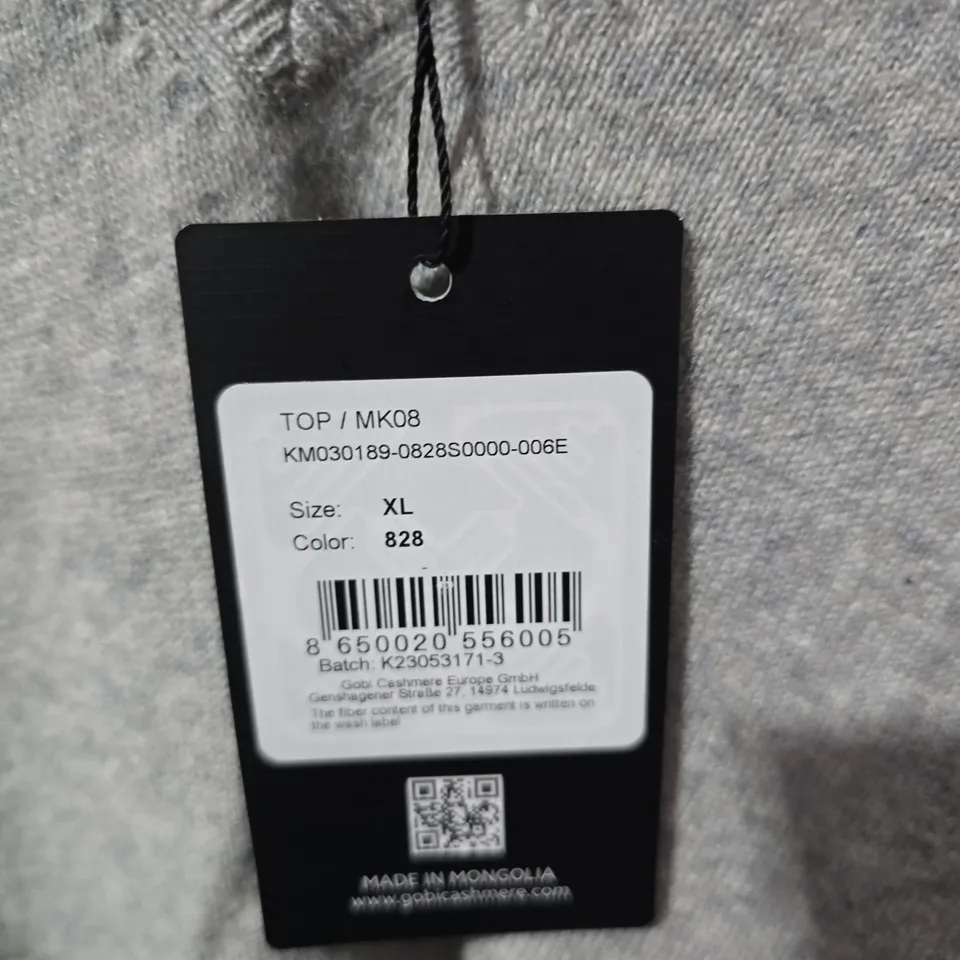 TOP / MK08
KM030189-0828S0000-006E
Size: XL
Color: 828
8 650020 556005
Batch: K23053171-3
Gobi Cashmere Europe GmbH
Genshagener Straße 27, 14974 Ludwigsfelde
The fiber content of this garment is written on
the wash label
MADE IN MONGOLIA
www.gobicashmere.com